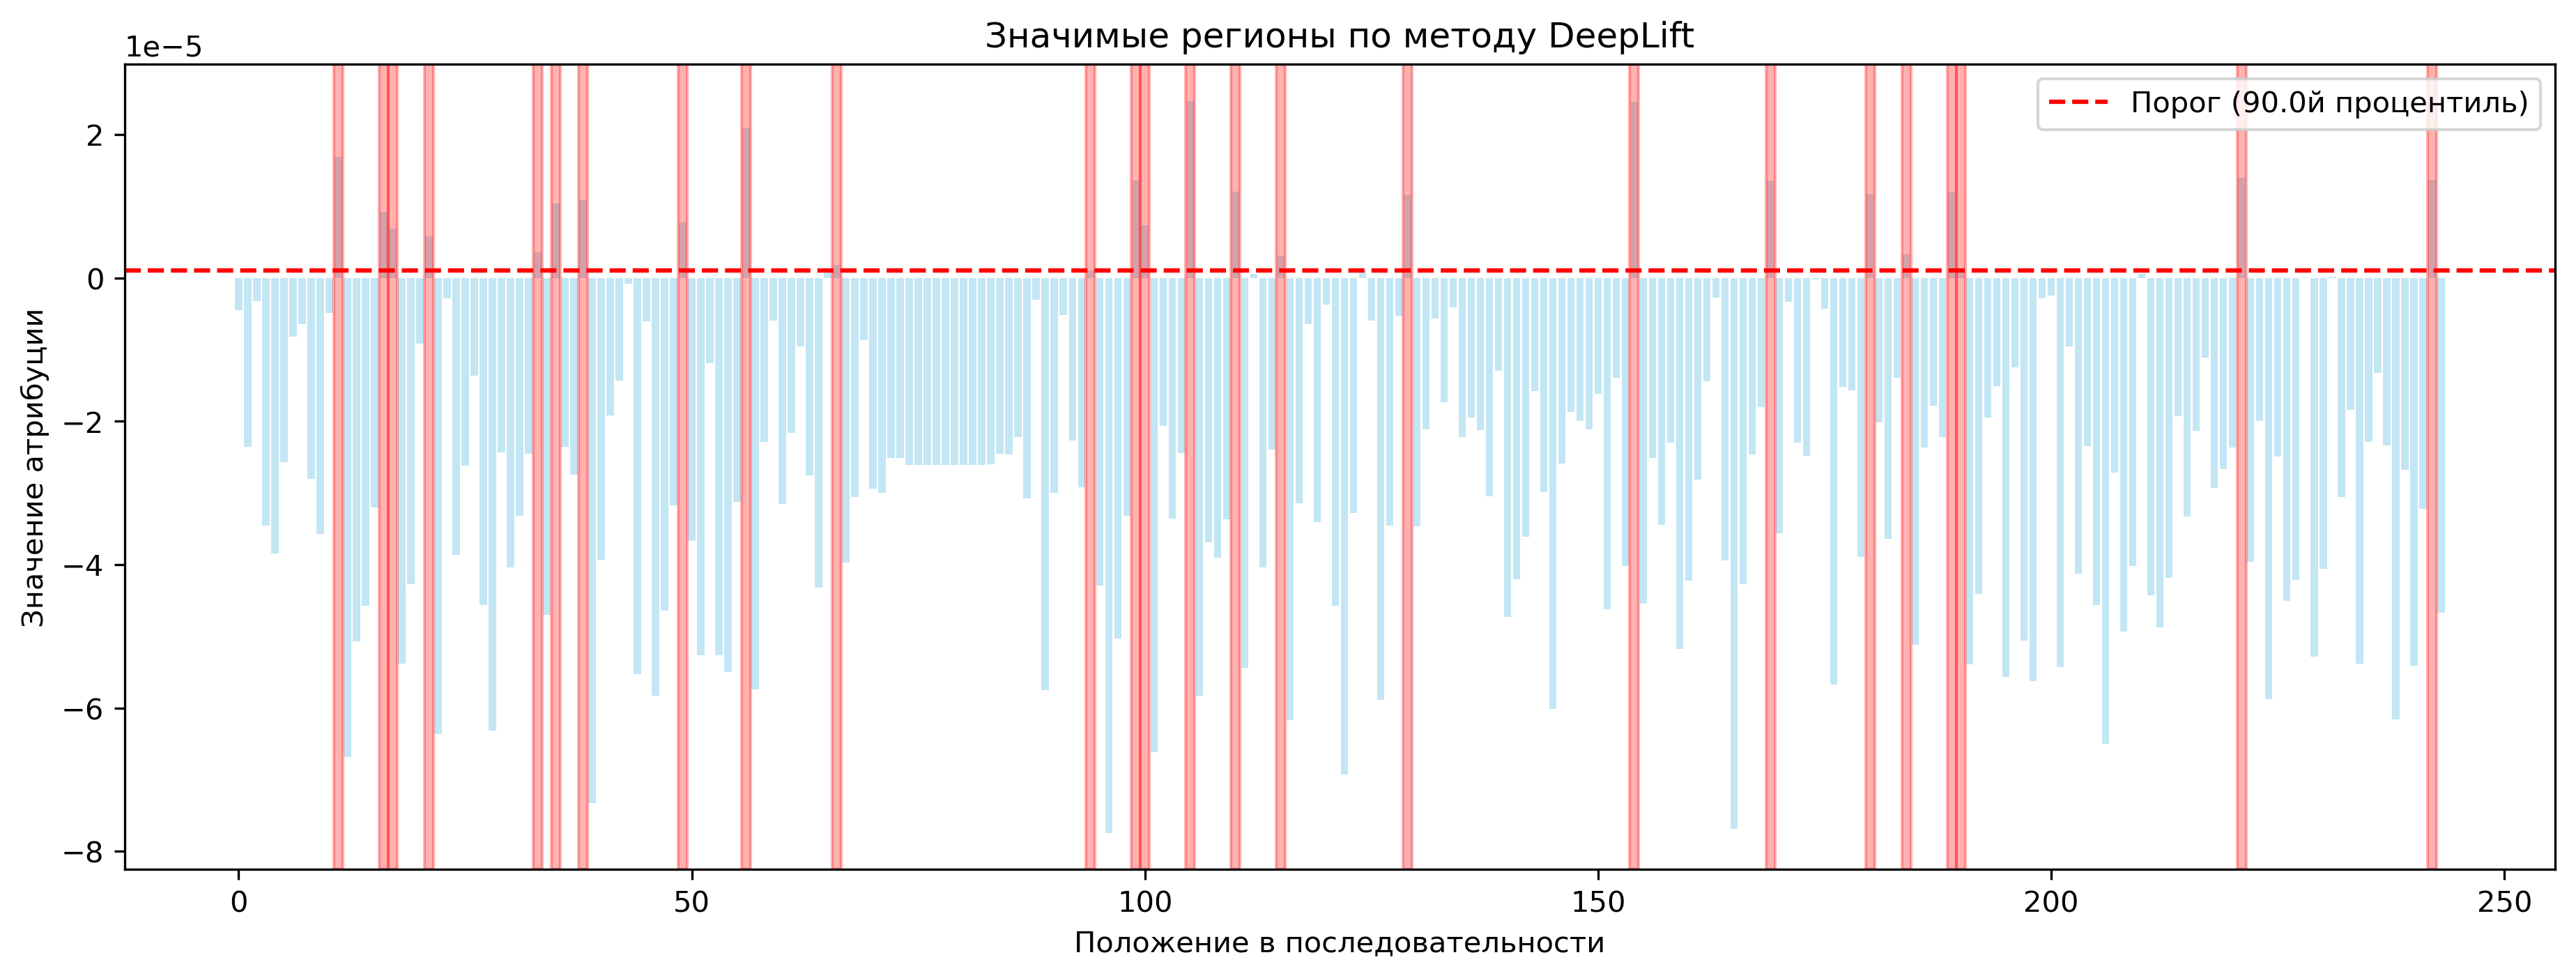 Значимые регионы по методу DeepLift
1e−5
Порог (90.0й процентиль)
2
0
−2
−4
−6
−8
Значение атрибуции
0 50 100 150 200 250
Положение в последовательности